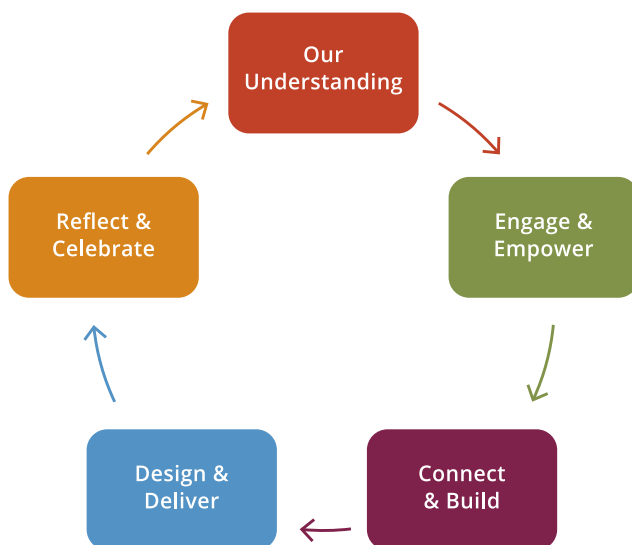 Our
Understanding
Engage &
Empower
Connect
& Build
Design &
Deliver
Reflect &
Celebrate